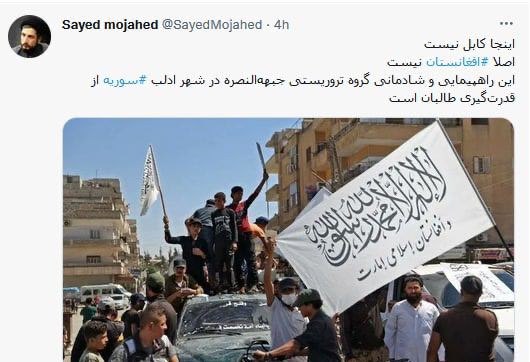 Sayed mojahed @SayedMojahed · 4h
اینجا کابل نیست
اصلا #افغانستان نیست
این راهپیمایی و شادمانی گروه تروریستی جبهه‌النصره در شهر ادلب #سوریه از
قدرت‌گیری طالبان است
لا إله إلا الله محمد رسول الله
د افغانستان اسلامی امارت